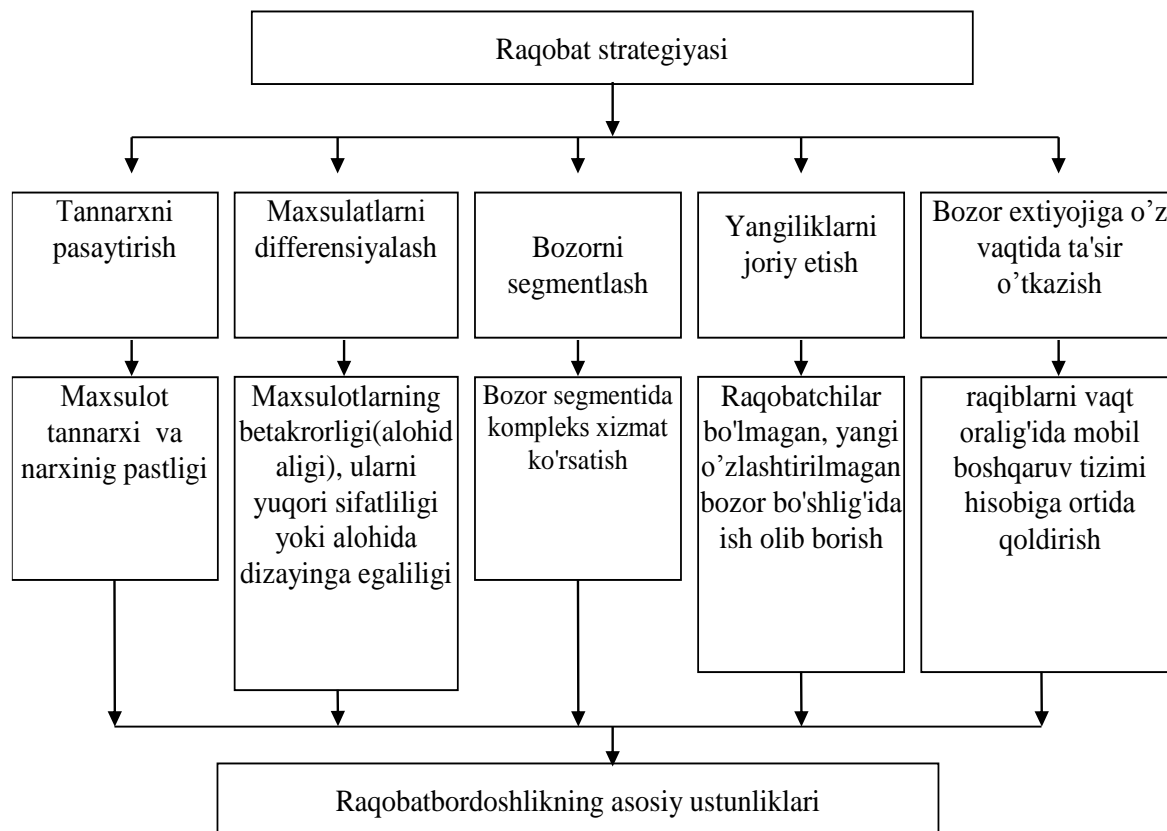 Raqobat strategiyasi
Tannarxni
pasaytirish
Maxsulatlarni
differensiyalash
Bozorni
segmentlash
Yangiliklarni
joriy etish
Bozor extiyojiga o’z
vaqtida ta'sir
o’tkazish
Maxsulot
tannarxi va
narxinig pastligi
Maxsulotlarning
betakrorligi(alohid
aligi), ularni
yuqori sifatliligi
yoki alohida
dizayinga egaliligi
Bozor segmentida
kompleks xizmat
ko'rsatish
Raqobatchilar
bo'lmagan, yangi
o’zlashtirilmagan
bozor bo'shlig'ida
ish olib borish
raqiblarni vaqt
oralig'ida mobil
boshqaruv tizimi
hisobiga ortida
qoldirish
Raqobatbordoshlikning asosiy ustunliklari